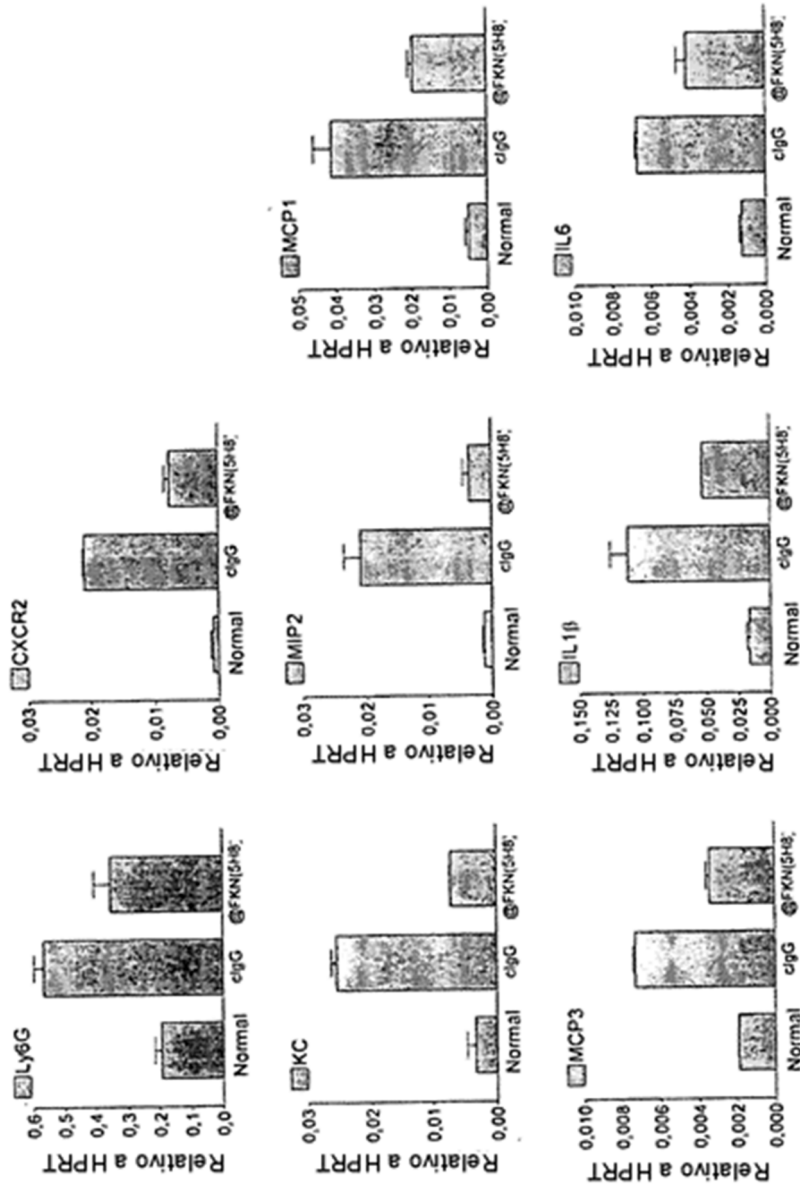 Ly6G
Relativo a HPRT
0,6
0,5
0,4
0,3
0,2
0,1
0,0
Normal
cIgG
@FKN(5H8;
CXCR2
Relativo a HPRT
0,03
0,02
0,01
0,00
Normal
cIgG
@FKN(5H8;
KC
Relativo a HPRT
0,03
0,02
0,01
0,00
Normal
cIgG
@FKN(5H8;
MIP2
Relativo a HPRT
0,03
0,02
0,01
0,00
Normal
cIgG
@FKN(5H8;
MCP1
Relativo a HPRT
0,05
0,04
0,03
0,02
0,01
0,00
Normal
cIgG
@FKN(5H8;
MCP3
Relativo a HPRT
0,010
0,008
0,006
0,004
0,002
0,000
Normal
cIgG
@FKN(5H8;
IL1β
Relativo a HPRT
0,150
0,125
0,100
0,075
0,050
0,025
0,000
Normal
cIgG
@FKN(5H8;
IL6
Relativo a HPRT
0,010
0,008
0,006
0,004
0,002
0,000
Normal
cIgG
@FKN(5H8;